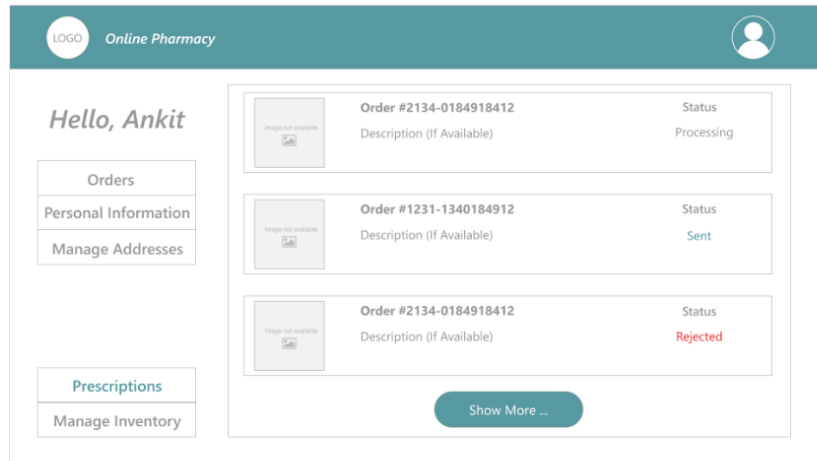 LOGO
Online Pharmacy
Hello, Ankit
Orders
Personal Information
Manage Addresses
Prescriptions
Manage Inventory
Image not available
Order #2134-0184918412
Status
Description (If Available)
Processing
Image not available
Order #1231-1340184912
Status
Description (If Available)
Sent
Image not available
Order #2134-0184918412
Status
Description (If Available)
Rejected
Show More ...